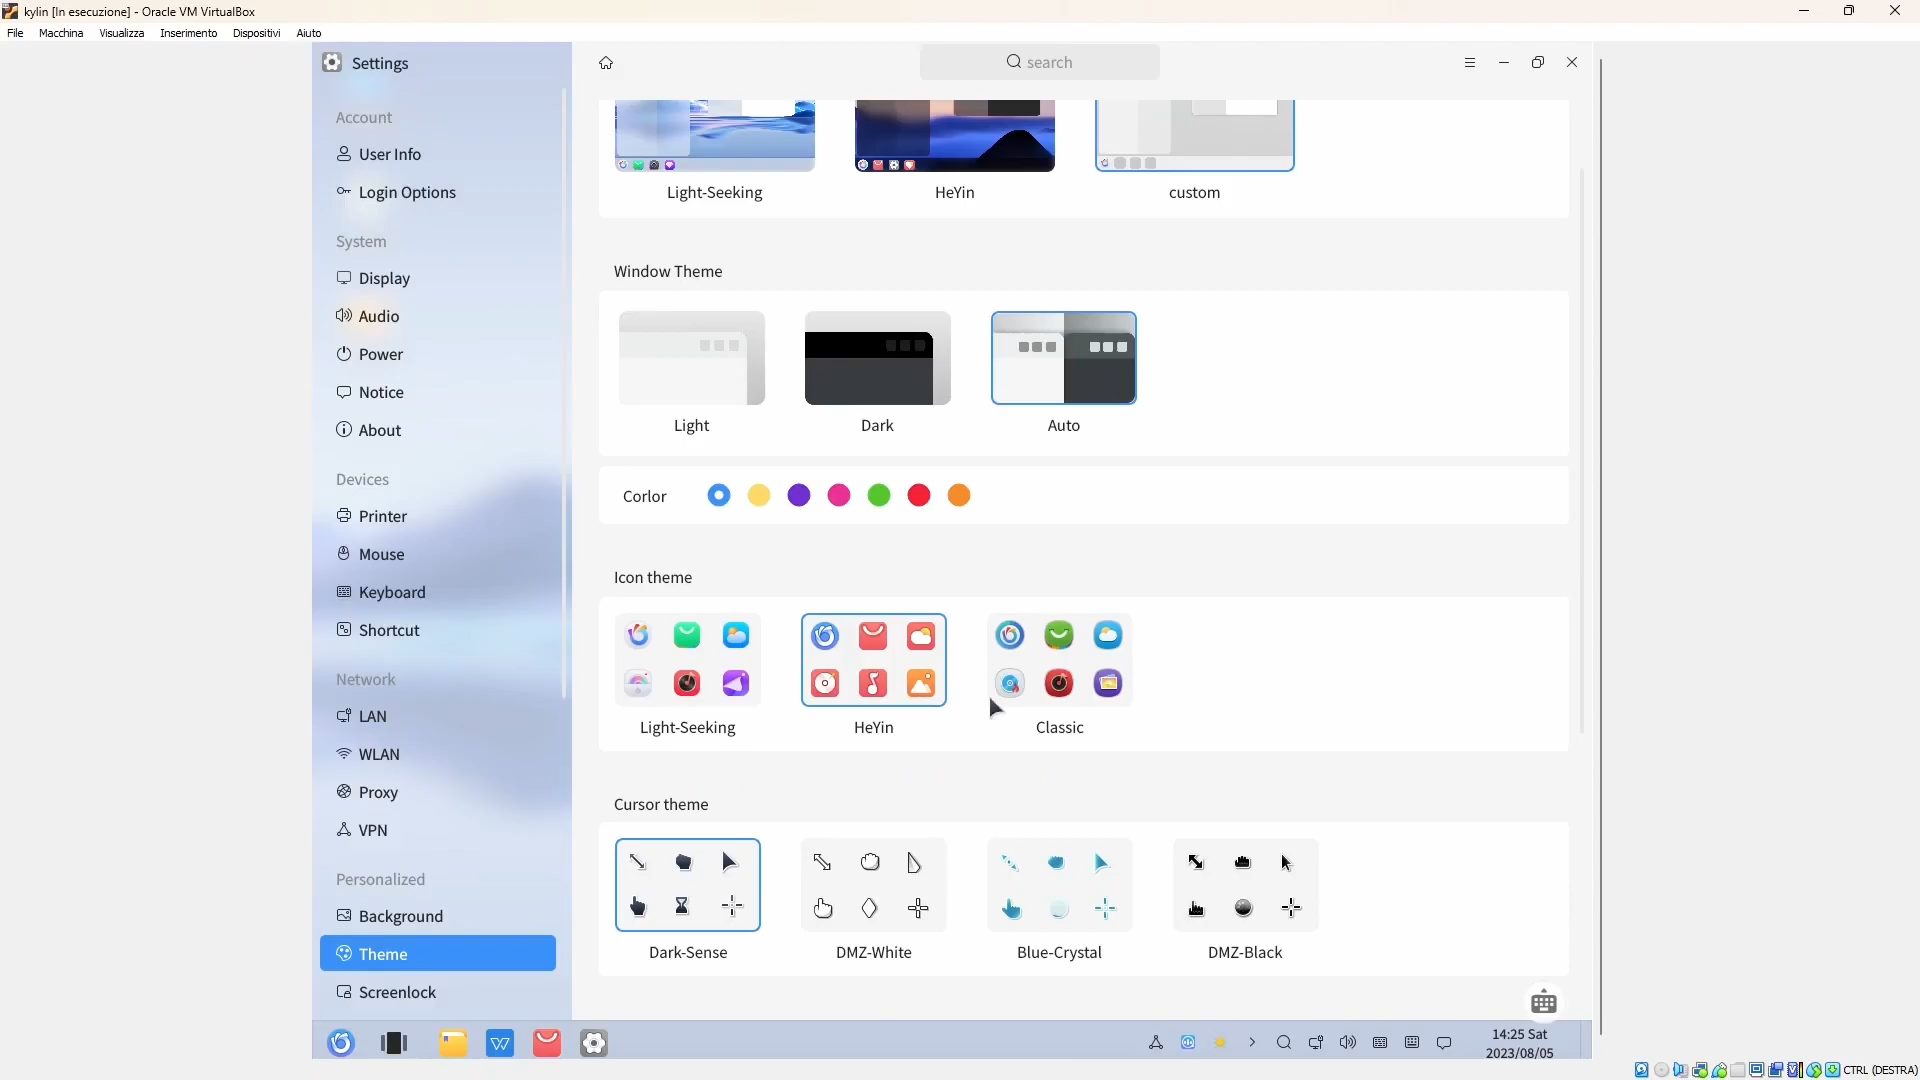 kylin [In esecuzione] - Oracle VM VirtualBox
File Macchina Visualizza Inserimento Dispositivi Aiuto
Settings
search
Account
User Info
Login Options
System
Display
Audio
Power
Notice
About
Devices
Printer
Mouse
Keyboard
Shortcut
Network
LAN
WLAN
Proxy
VPN
Personalized
Background
Theme
Screenlock
Light-Seeking HeYin custom
Window Theme
Light Dark Auto
Corlor
Icon theme
Light-Seeking HeYin Classic
Cursor theme
Dark-Sense DMZ-White Blue-Crystal DMZ-Black
14:25 Sat
2023/08/05
CTRL (DESTRA)